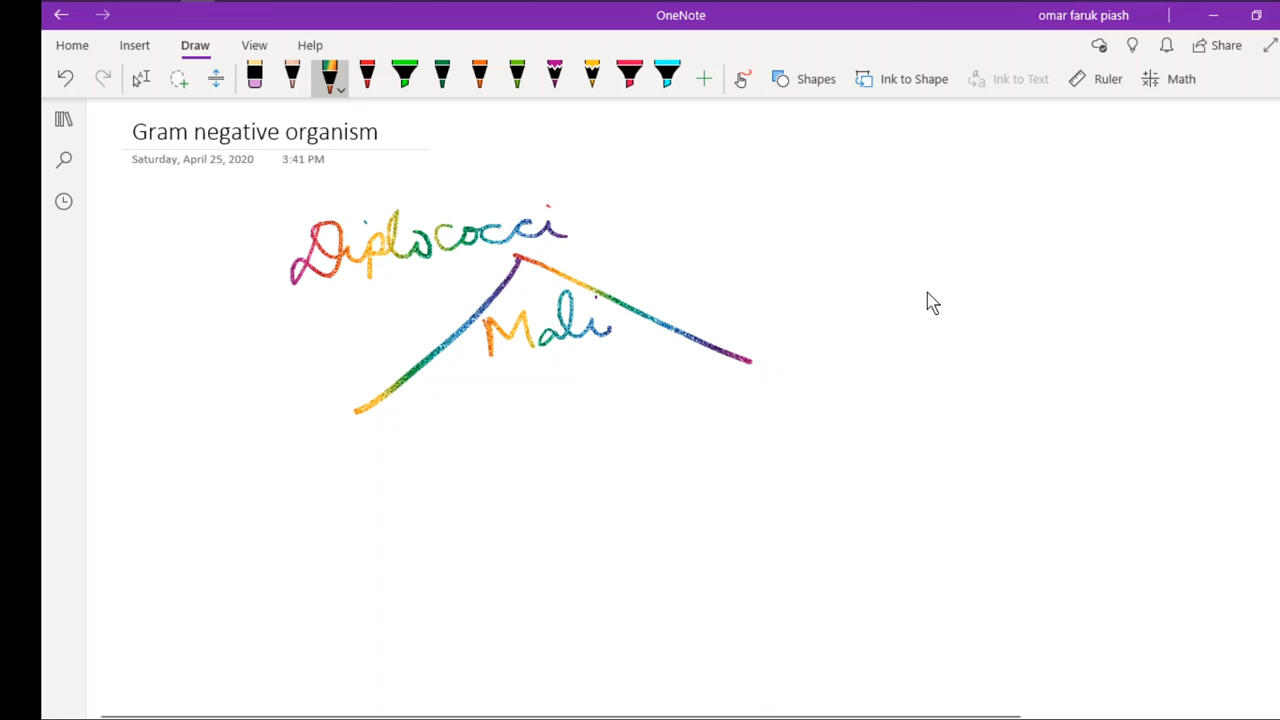 OneNote
omar faruk piash
Home Insert Draw View Help
Share
Shapes Ink to Shape Ink to Text Ruler Math
Gram negative organism
Saturday, April 25, 2020 3:41 PM
Diplococci
Mali